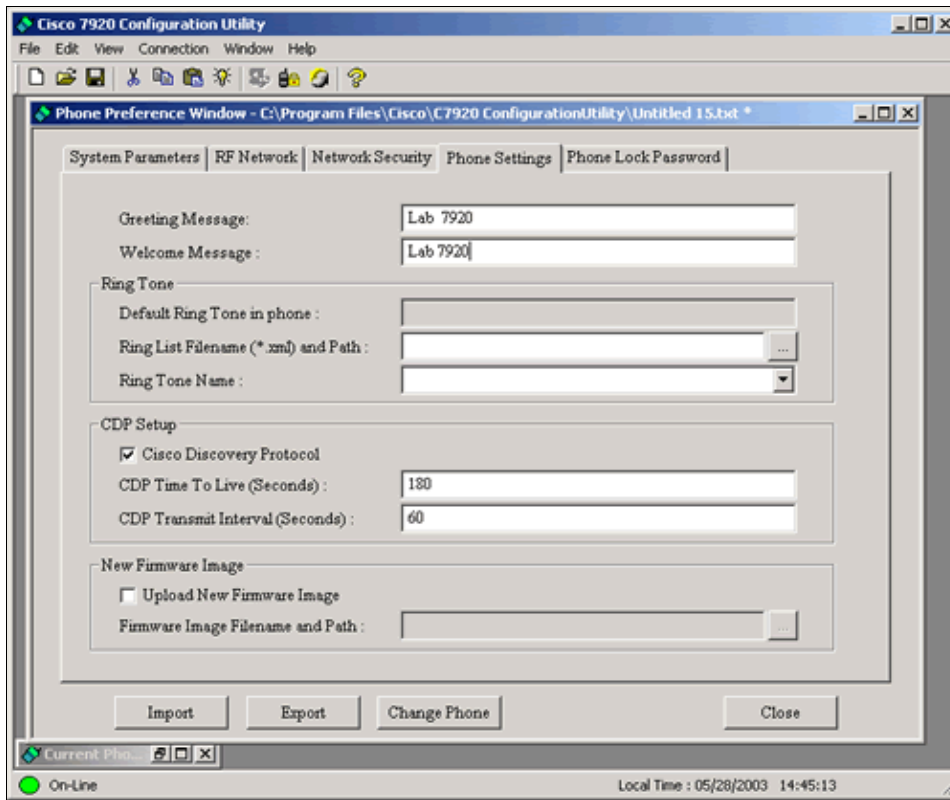 Cisco 7920 Configuration Utility
File Edit View Connection Window Help
Phone Preference Window - C:\Program Files\Cisco\C7920 ConfigurationUtility\Untitled 15.txt *
System Parameters RF Network Network Security Phone Settings Phone Lock Password
Greeting Message: Lab 7920
Welcome Message : Lab 7920
Ring Tone
Default Ring Tone in phone :
Ring List Filename (*.xml) and Path : ...
Ring Tone Name :
CDP Setup
Cisco Discovery Protocol
CDP Time To Live (Seconds) : 180
CDP Transmit Interval (Seconds) : 60
New Firmware Image
Upload New Firmware Image
Firmware Image Filename and Path : ...
Import Export Change Phone Close
Current Pho...
On-Line Local Time : 05/28/2003 14:45:13